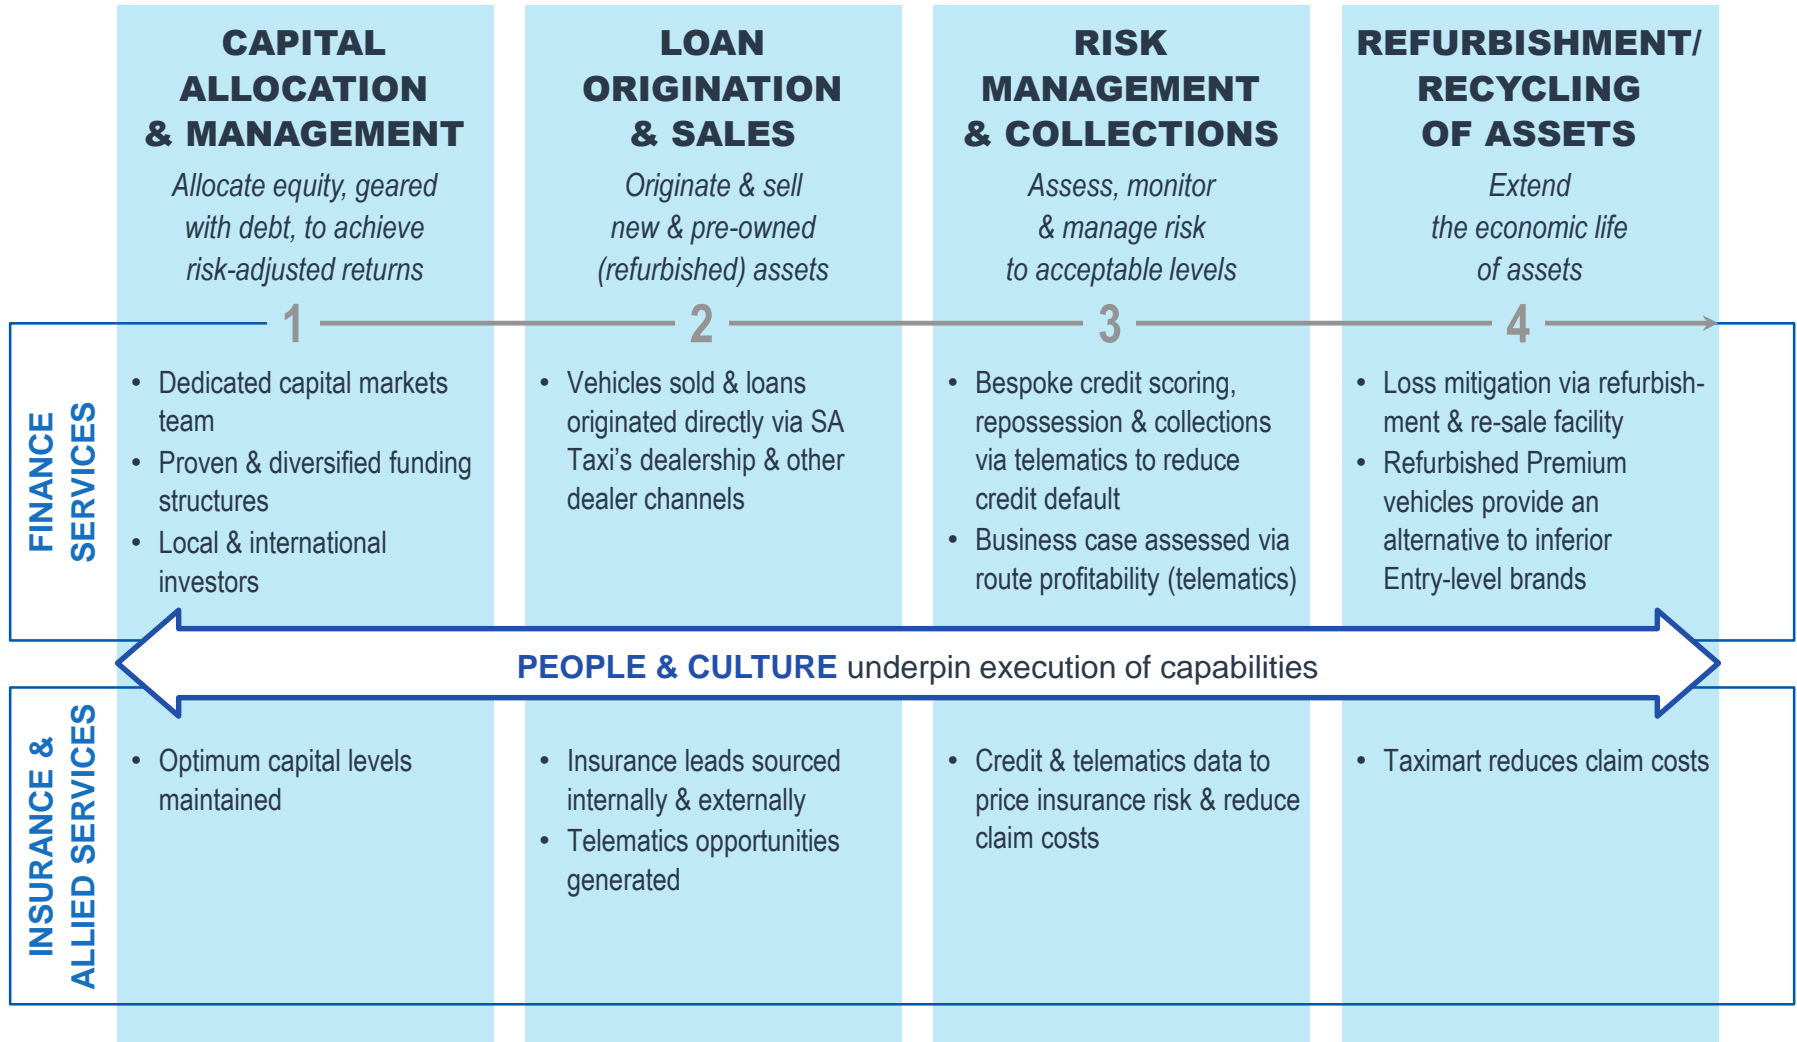 CAPITAL
ALLOCATION
& MANAGEMENT
Allocate equity, geared
with debt, to achieve
risk-adjusted returns
LOAN
ORIGINATION
& SALES
Originate & sell
new & pre-owned
(refurbished) assets
RISK
MANAGEMENT
& COLLECTIONS
Assess, monitor
& manage risk
to acceptable levels
REFURBISHMENT/
RECYCLING
OF ASSETS
Extend
the economic life
of assets
1
2
3
4
FINANCE
SERVICES
• Dedicated capital markets
team
• Proven & diversified funding
structures
• Local & international
investors
• Vehicles sold & loans
originated directly via SA
Taxi's dealership & other
dealer channels
• Bespoke credit scoring,
repossession & collections
via telematics to reduce
credit default
• Business case assessed via
route profitability (telematics)
• Loss mitigation via refurbish-
ment & re-sale facility
• Refurbished Premium
vehicles provide an
alternative to inferior
Entry-level brands
PEOPLE & CULTURE underpin execution of capabilities
INSURANCE &
ALLIED SERVICES
• Optimum capital levels
maintained
• Insurance leads sourced
internally & externally
• Telematics opportunities
generated
• Credit & telematics data to
price insurance risk & reduce
claim costs
• Taximart reduces claim costs